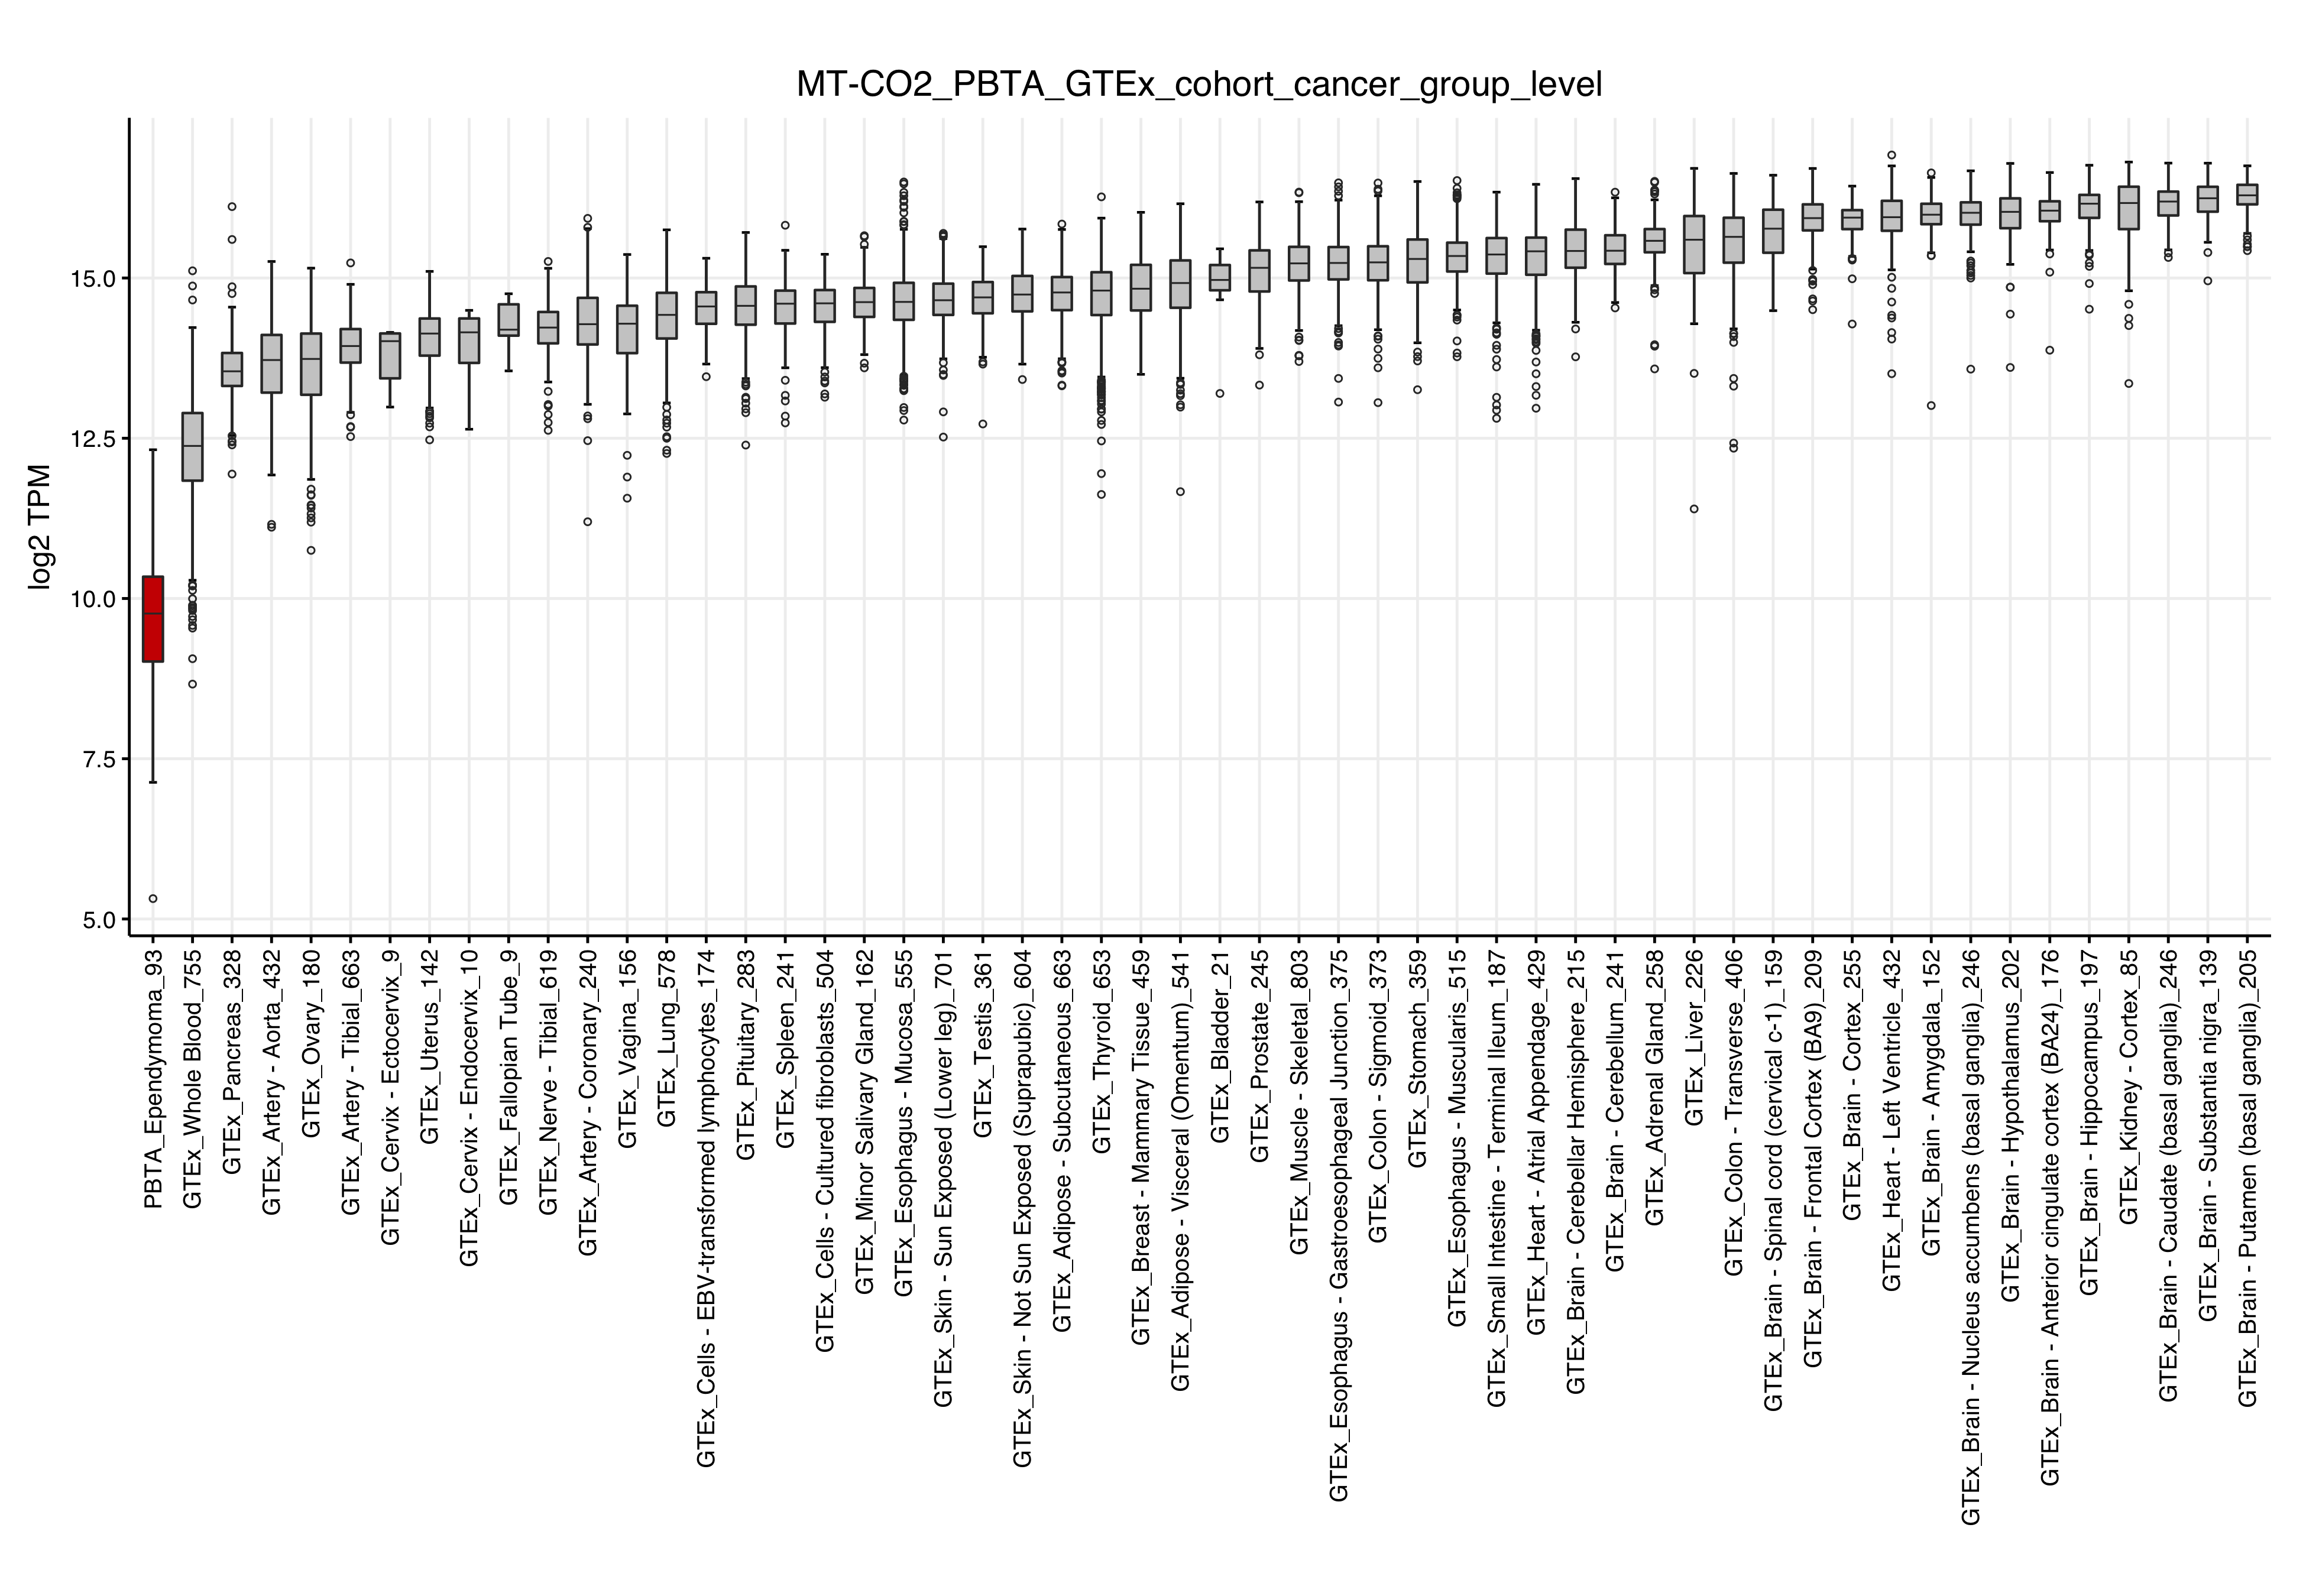 MT-CO2_PBTA_GTEx_cohort_cancer_group_level
log2 TPM
15.0
12.5
10.0
7.5
5.0
PBTA_Ependymoma_93
GTEx_Whole Blood_755
GTEx_Pancreas_328
GTEx_Artery - Aorta_432
GTEx_Ovary_180
GTEx_Artery - Tibial_663
GTEx_Cervix - Ectocervix_9
GTEx_Uterus_142
GTEx_Cervix - Endocervix_10
GTEx_Fallopian Tube_9
GTEx_Nerve - Tibial_619
GTEx_Artery - Coronary_240
GTEx_Vagina_156
GTEx_Lung_578
GTEx_Cells - EBV-transformed lymphocytes_174
GTEx_Pituitary_283
GTEx_Spleen_241
GTEx_Cells - Cultured fibroblasts_504
GTEx_Minor Salivary Gland_162
GTEx_Esophagus - Mucosa_555
GTEx_Skin - Sun Exposed (Lower leg)_701
GTEx_Testis_361
GTEx_Skin - Not Sun Exposed (Suprapubic)_604
GTEx_Adipose - Subcutaneous_663
GTEx_Thyroid_653
GTEx_Breast - Mammary Tissue_459
GTEx_Adipose - Visceral (Omentum)_541
GTEx_Bladder_21
GTEx_Prostate_245
GTEx_Muscle - Skeletal_803
GTEx_Esophagus - Gastroesophageal Junction_375
GTEx_Colon - Sigmoid_373
GTEx_Stomach_359
GTEx_Esophagus - Muscularis_515
GTEx_Small Intestine - Terminal Ileum_187
GTEx_Heart - Atrial Appendage_429
GTEx_Brain - Cerebellar Hemisphere_215
GTEx_Brain - Cerebellum_241
GTEx_Adrenal Gland_258
GTEx_Liver_226
GTEx_Colon - Transverse_406
GTEx_Brain - Spinal cord (cervical c-1)_159
GTEx_Brain - Frontal Cortex (BA9)_209
GTEx_Brain - Cortex_255
GTEx_Heart - Left Ventricle_432
GTEx_Brain - Amygdala_152
GTEx_Brain - Nucleus accumbens (basal ganglia)_246
GTEx_Brain - Hypothalamus_202
GTEx_Brain - Anterior cingulate cortex (BA24)_176
GTEx_Brain - Hippocampus_197
GTEx_Kidney - Cortex_85
GTEx_Brain - Caudate (basal ganglia)_246
GTEx_Brain - Substantia nigra_139
GTEx_Brain - Putamen (basal ganglia)_205